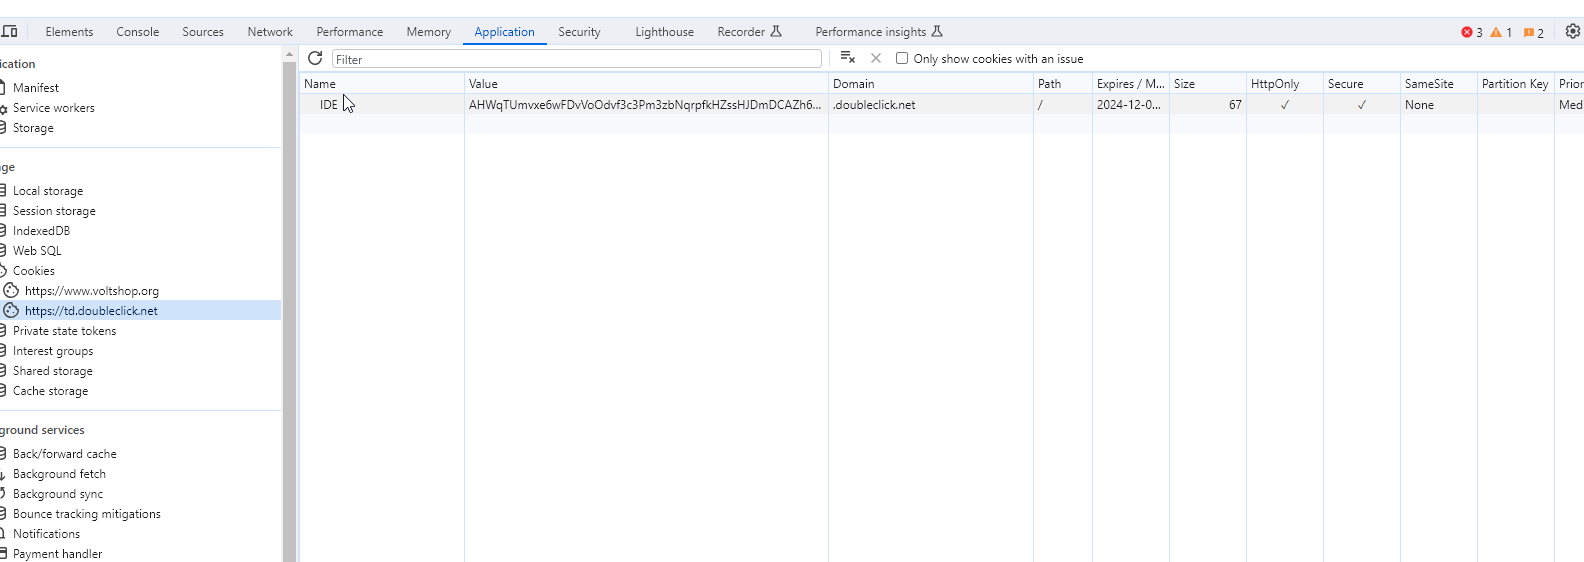 Elements Console Sources Network Performance Memory Application Security Lighthouse Recorder Performance insights 3 1 2
Filter Only show cookies with an issue
ication
Manifest
Service workers
Storage
ge
Local storage
Session storage
IndexedDB
Web SQL
Cookies
https://www.voltshop.org
https://td.doubleclick.net
Private state tokens
Interest groups
Shared storage
Cache storage
ground services
Back/forward cache
Background fetch
Background sync
Bounce tracking mitigations
Notifications
Payment handler
Name Value Domain Path Expires / M... Size HttpOnly Secure SameSite Partition Key Prior
IDE AHWqTUmvxe6wFDvVoOdvf3c3Pm3zbNqrpfkHZssHJDmDCAZh6... .doubleclick.net / 2024-12-0... 67 ✓ ✓ None Med